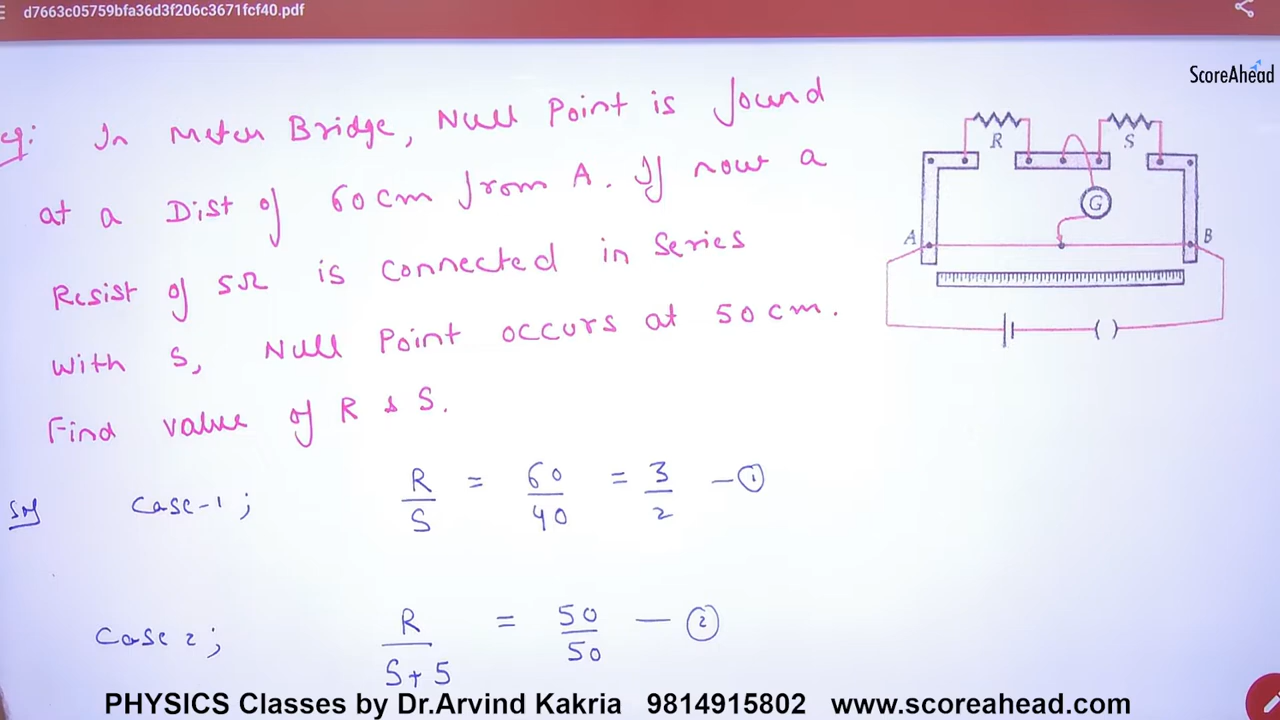 d7663c05759bfa36d3f206c3671fcf40.pdf
ScoreAhead
eg: In Meter Bridge, Null Point is found
at a Dist of 60cm from A. If now a
Resist of 5Ω is connected in Series
with S, Null Point occurs at 50cm.
Find value of R & S.
R S
G
A B
Sol Case-1; R/S = 60/40 = 3/2 - ①
Case 2; R/S+5 = 50/50 — ②
PHYSICS Classes by Dr.Arvind Kakria 9814915802 www.scoreahead.com